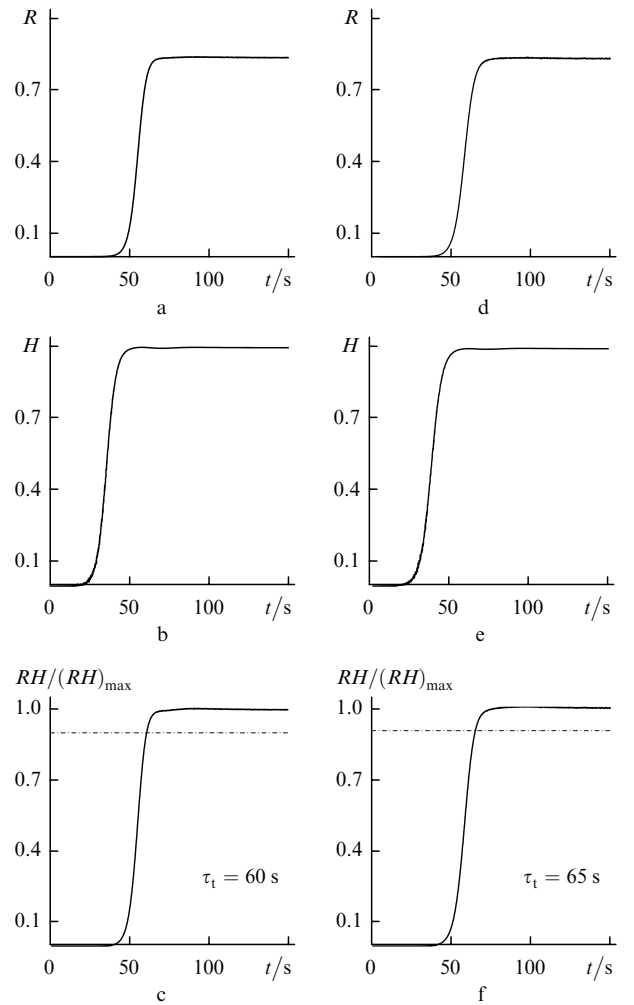 R
0.7
0.4
0.1
0 50 100 t/s
a
R
0.7
0.4
0.1
0 50 100 t/s
d
H
0.7
0.4
0.1
0 50 100 t/s
b
H
0.7
0.4
0.1
0 50 100 t/s
e
RH/(RH)max
1.0
0.7
0.4
0.1
τt = 60 s
0 50 100 t/s
c
RH/(RH)max
1.0
0.7
0.4
0.1
τt = 65 s
0 50 100 t/s
f